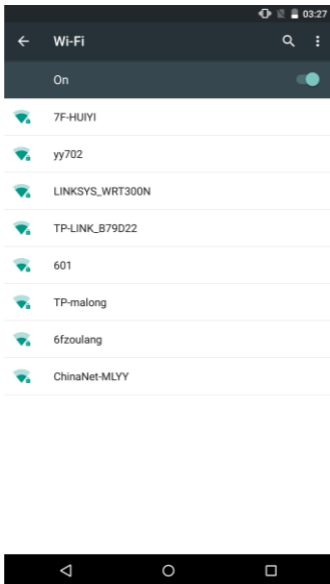 03:27
Wi-Fi
On
7F-HUIYI
yy702
LINKSYS_WRT300N
TP-LINK_B79D22
601
TP-malong
6fzoulang
ChinaNet-MLYY